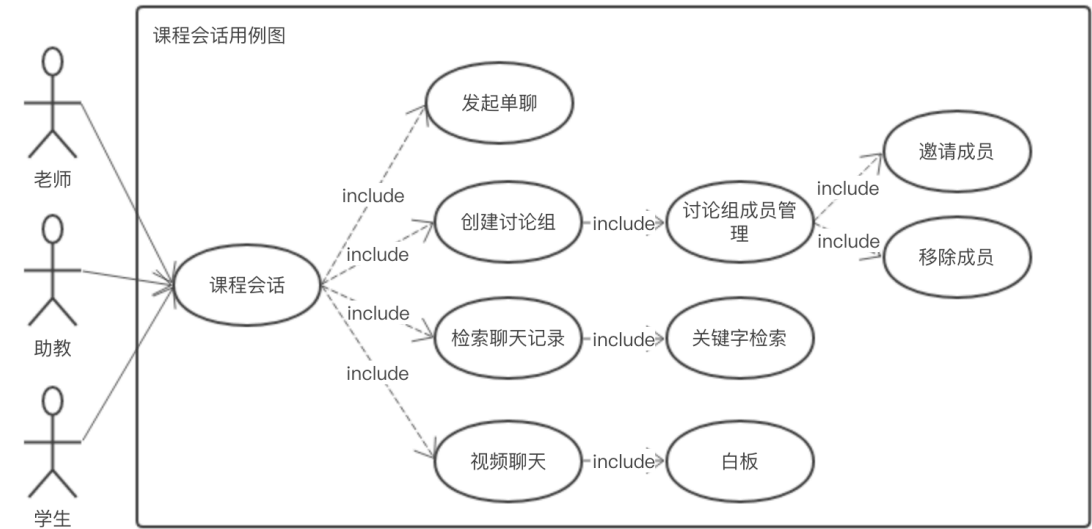 课程会话用例图
老师
助教
学生
课程会话
include
include
include
include
发起单聊
创建讨论组
检索聊天记录
视频聊天
include
include
include
讨论组成员管
理
关键字检索
白板
include
include
邀请成员
移除成员